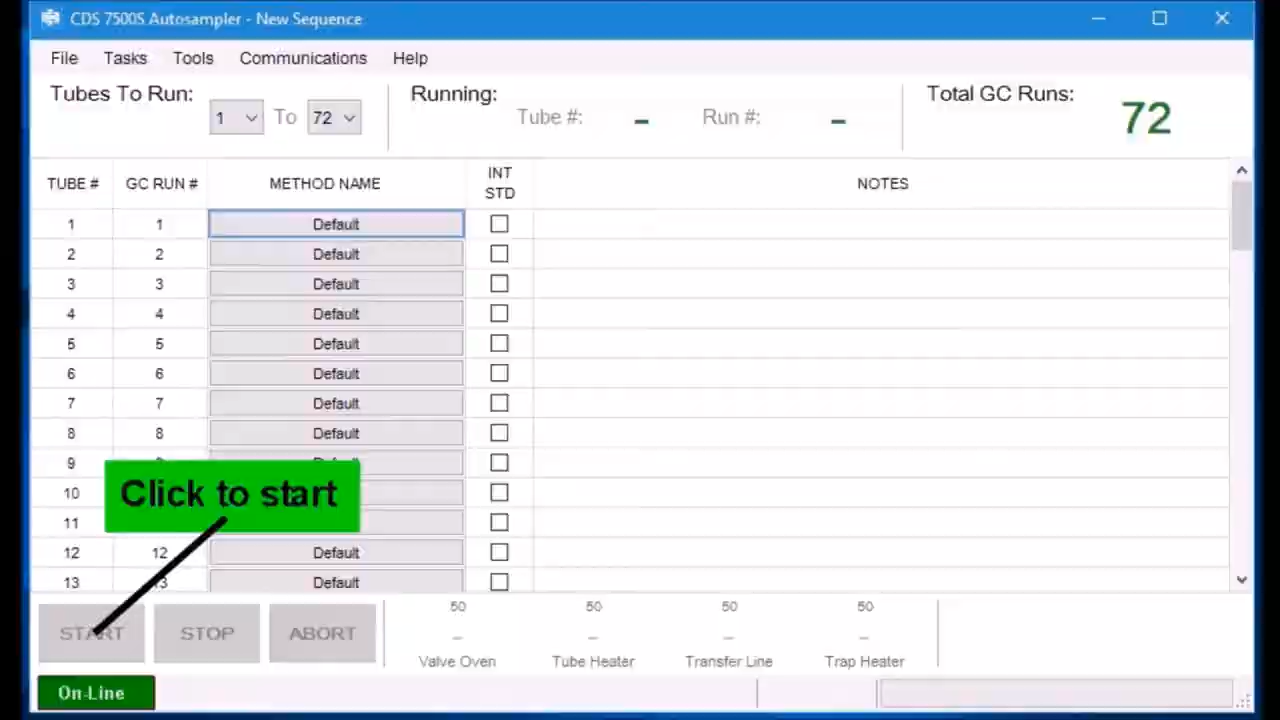 CDS 7500S Autosampler - New Sequence
File Tasks Tools Communications Help
Tubes To Run: 1 To 72
Running: Tube #: – Run #: –
Total GC Runs: 72
TUBE # GC RUN # METHOD NAME INT STD NOTES
1 1 Default
2 2 Default
3 3 Default
4 4 Default
5 5 Default
6 6 Default
7 7 Default
8 8 Default
9
10
11
12 12 Default
13 Default
Click to start
START STOP ABORT
50 50 50 50
– – – –
Valve Oven Tube Heater Transfer Line Trap Heater
On-Line